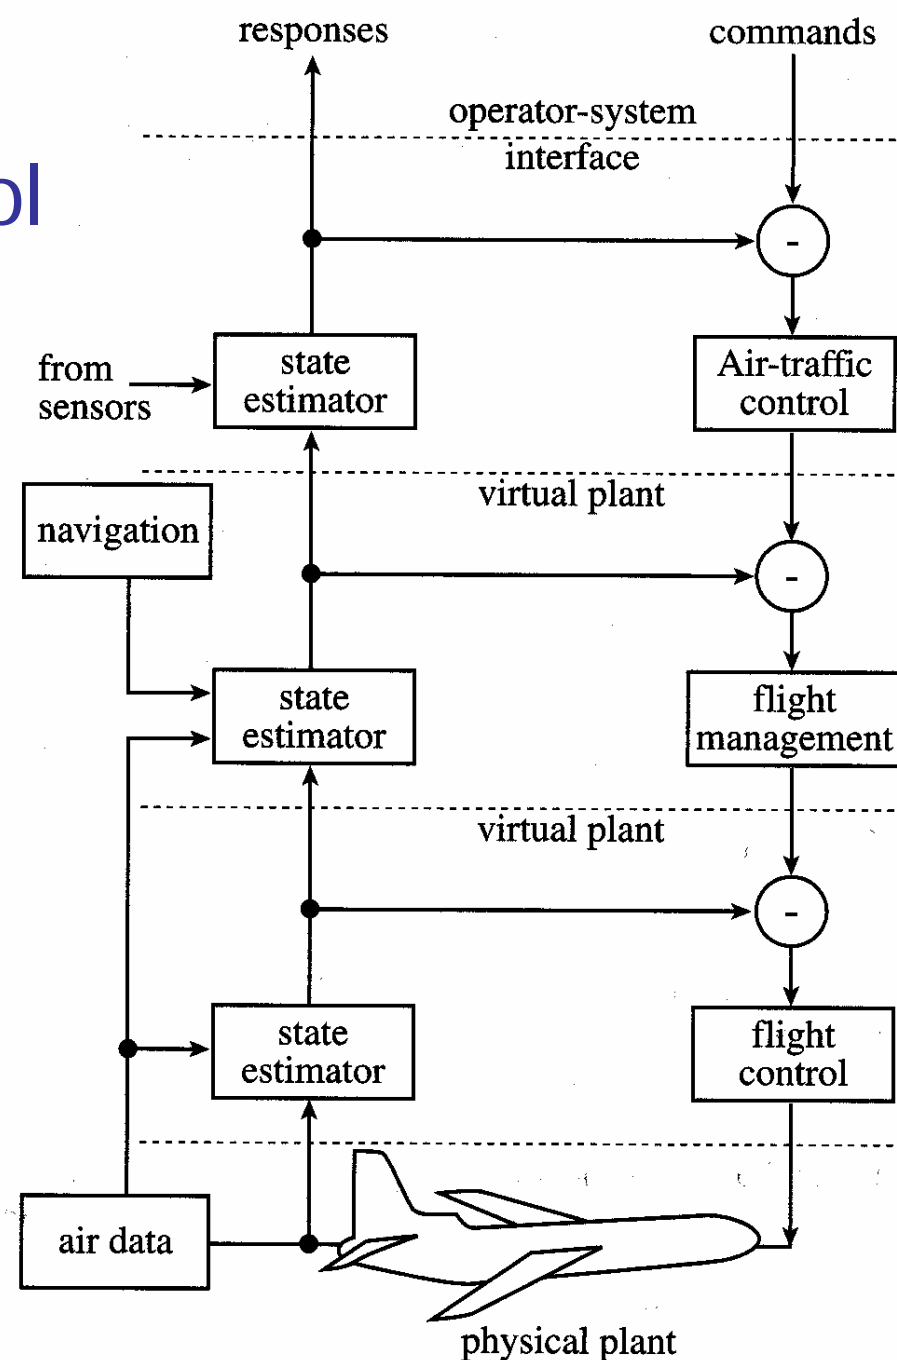 responses
commands
operator-system
interface
ol
-
from
sensors
state
estimator
Air-traffic
control
virtual plant
navigation
-
state
estimator
flight
management
virtual plant
-
state
estimator
flight
control
air data
physical plant